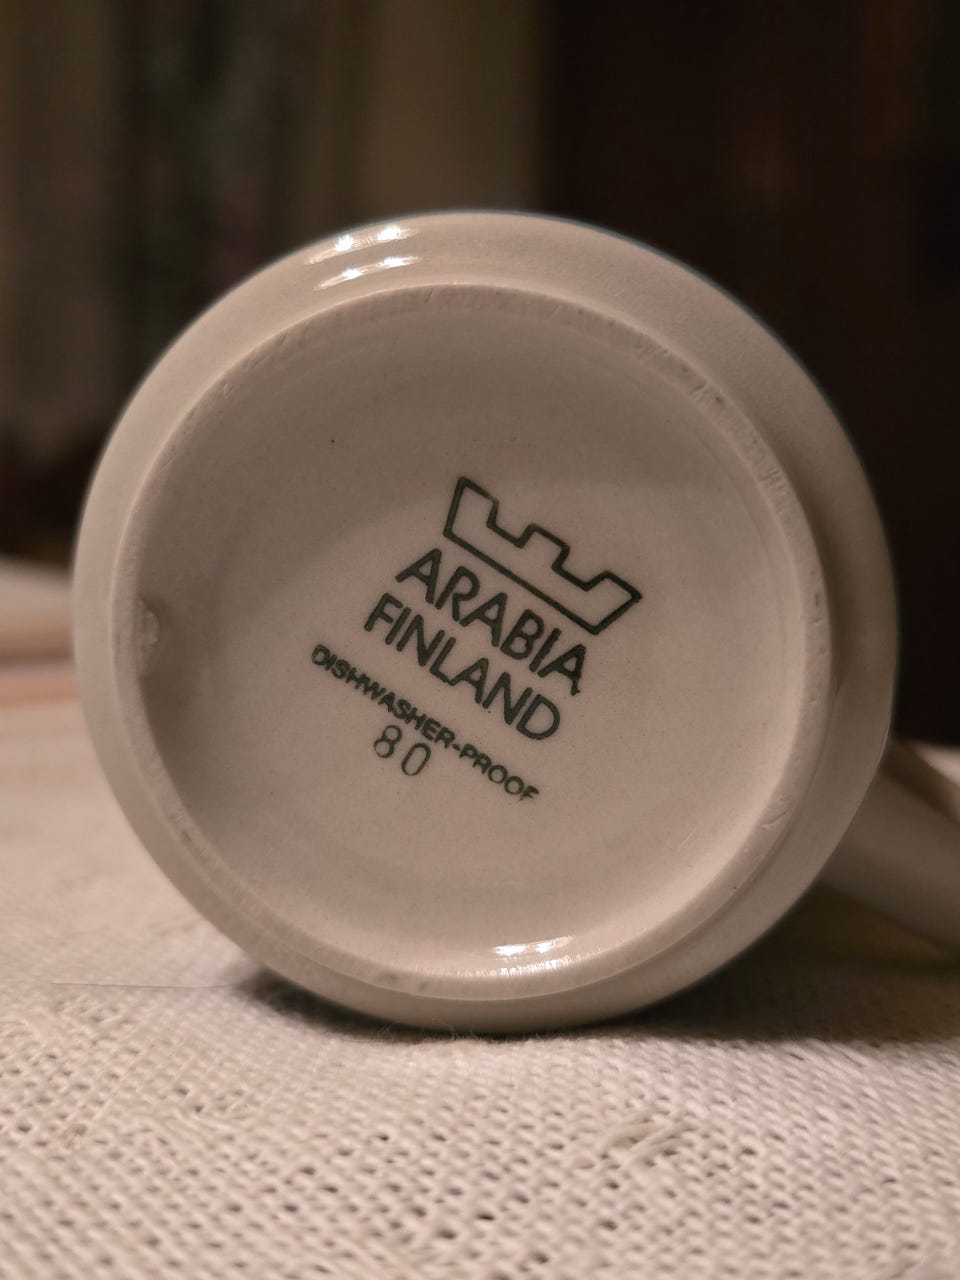 ARABIA
FINLAND
DISHWASHER-PROOF
80